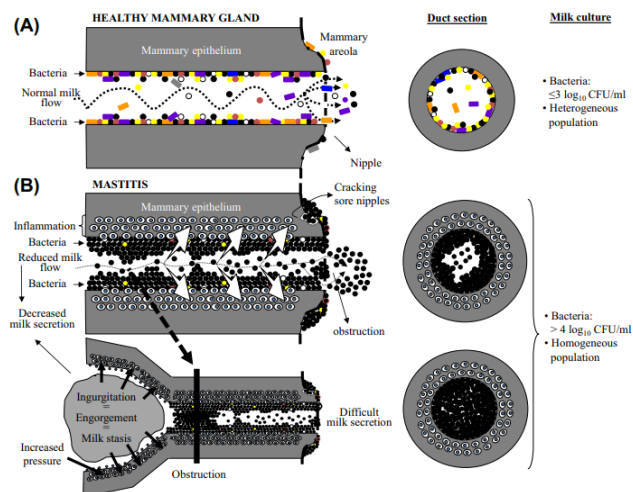 (A)
HEALTHY MAMMARY GLAND
Duct section
Milk culture
Mammary epithelium
Mammary
areola
Bacteria
Normal milk
flow
Bacteria
Nipple
• Bacteria:
≤3 log10 CFU/ml
• Heterogeneous
population
(B)
MASTITIS
Mammary epithelium
Cracking
sore nipples
Inflammation
Bacteria
Reduced milk
flow
Bacteria
Decreased
milk secretion
obstruction
• Bacteria:
> 4 log10 CFU/ml
• Homogeneous
population
Ingurgitation
=
Engorgement
=
Milk stasis
Increased
pressure
Obstruction
Difficult
milk secretion